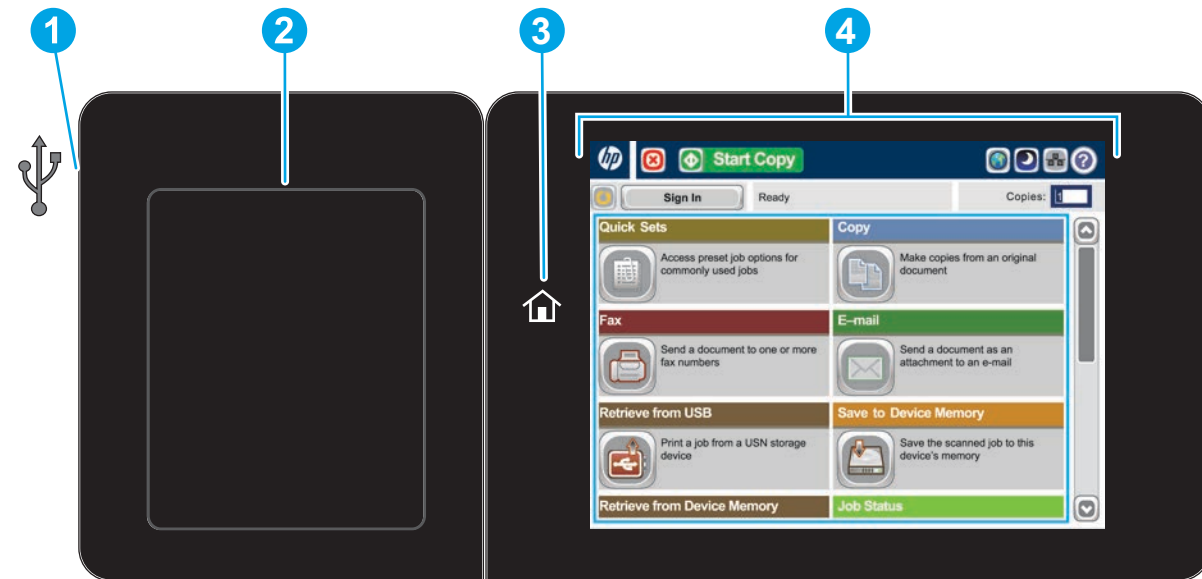 1
2
3
4
hp
Start Copy
?
Sign In
Ready
Copies:
1
Quick Sets
Copy
Access preset job options for
commonly used jobs
Make copies from an original
document
Fax
E–mail
Send a document to one or more
fax numbers
Send a document as an
attachment to an e-mail
Retrieve from USB
Save to Device Memory
Print a job from a USN storage
device
Save the scanned job to this
device's memory
Retrieve from Device Memory
Job Status